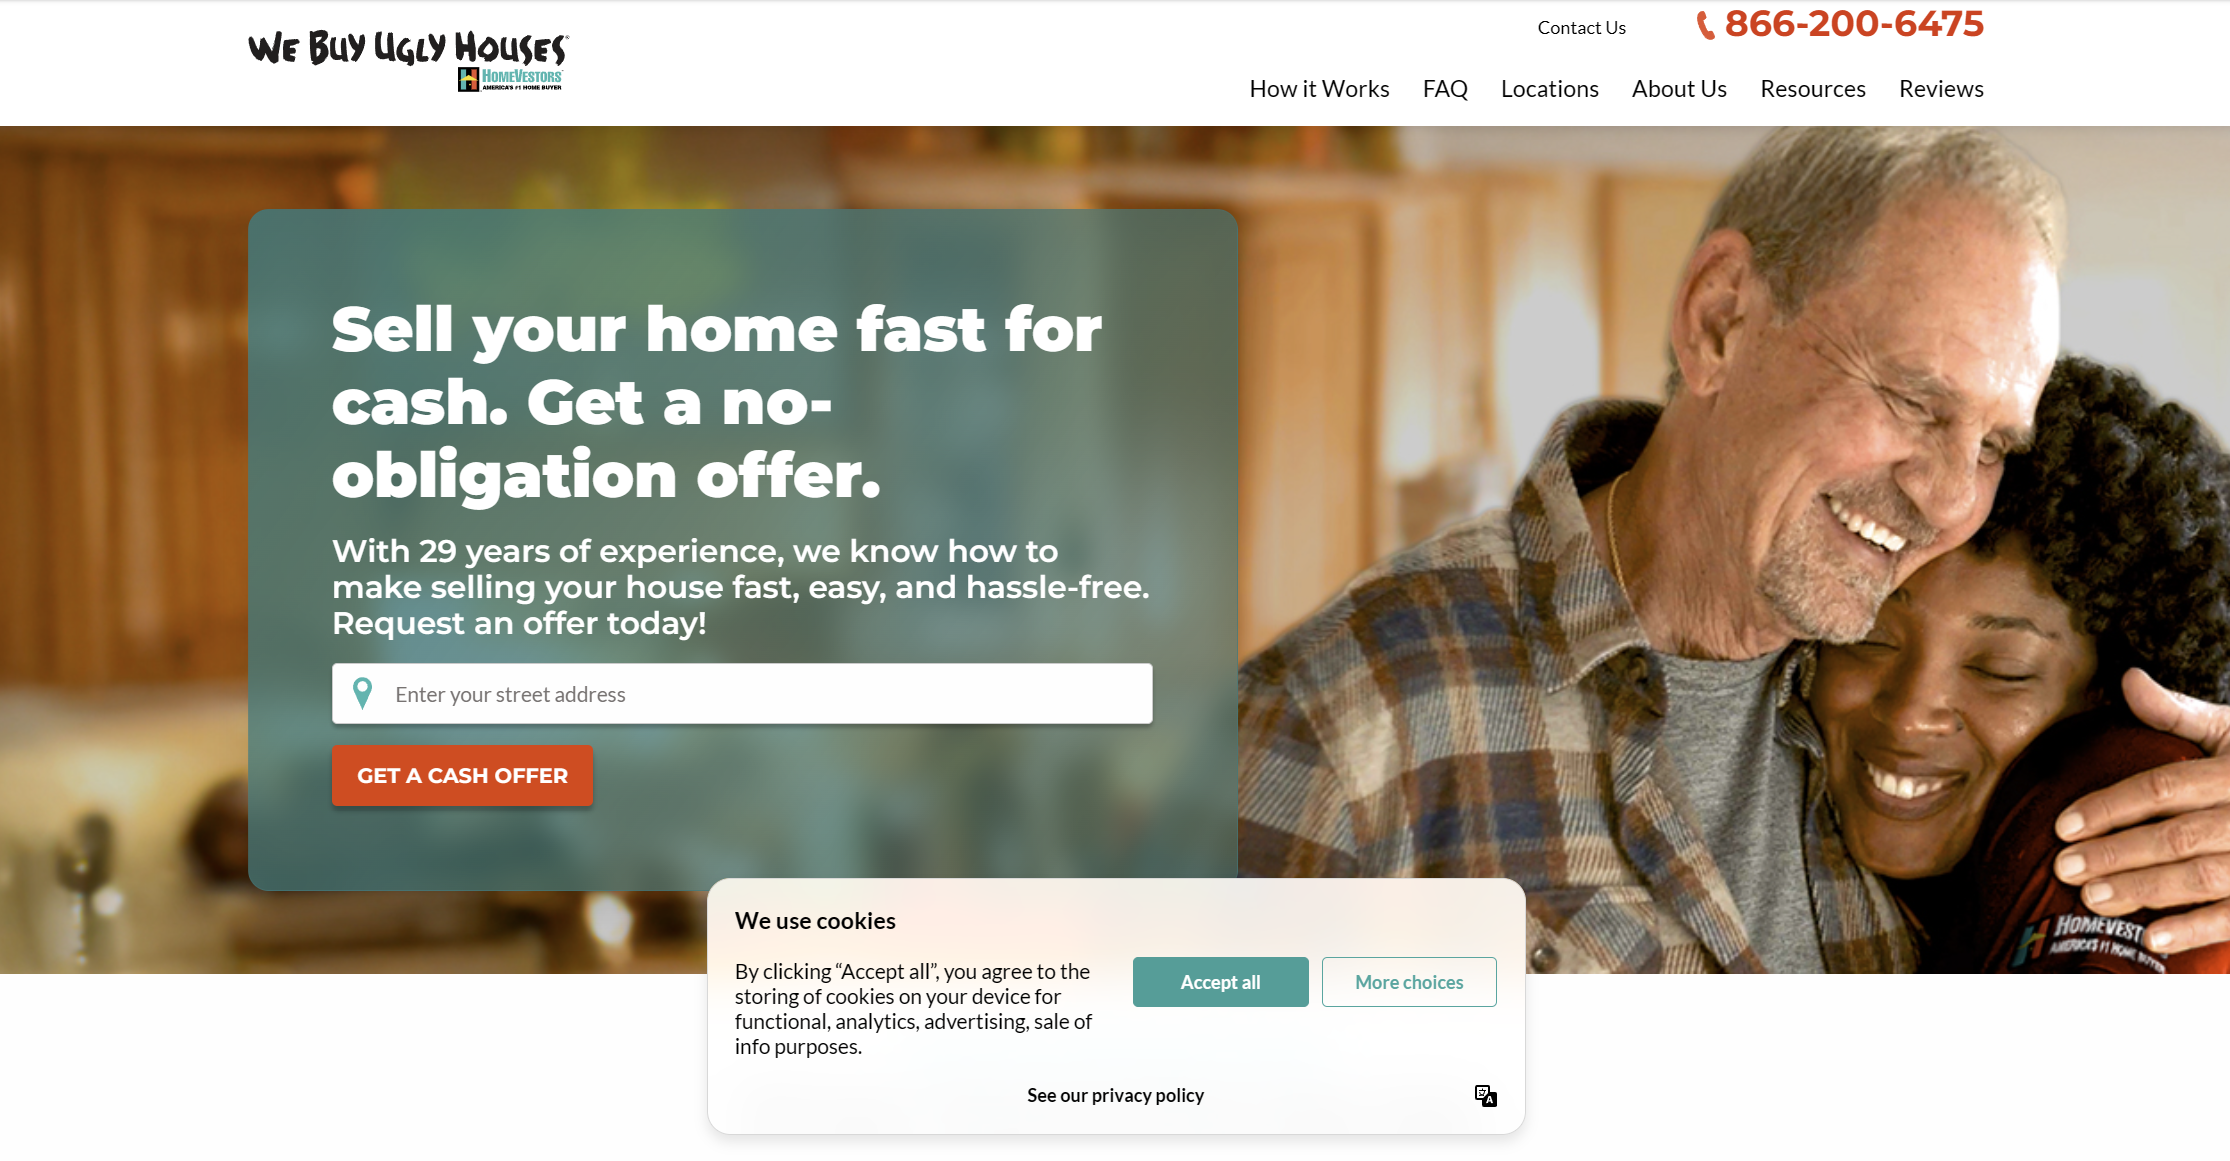 We Buy Ugly Houses®
HomeVestors
America's #1 Home Buyer
Contact Us
866-200-6475
How it Works
FAQ
Locations
About Us
Resources
Reviews
Sell your home fast for
cash. Get a no-
obligation offer.
With 29 years of experience, we know how to
make selling your house fast, easy, and hassle-free.
Request an offer today!
Enter your street address
GET A CASH OFFER
HomeVest
America's #1 Home Buyer
We use cookies
By clicking “Accept all”, you agree to the
storing of cookies on your device for
functional, analytics, advertising, sale of
info purposes.
Accept all
More choices
See our privacy policy